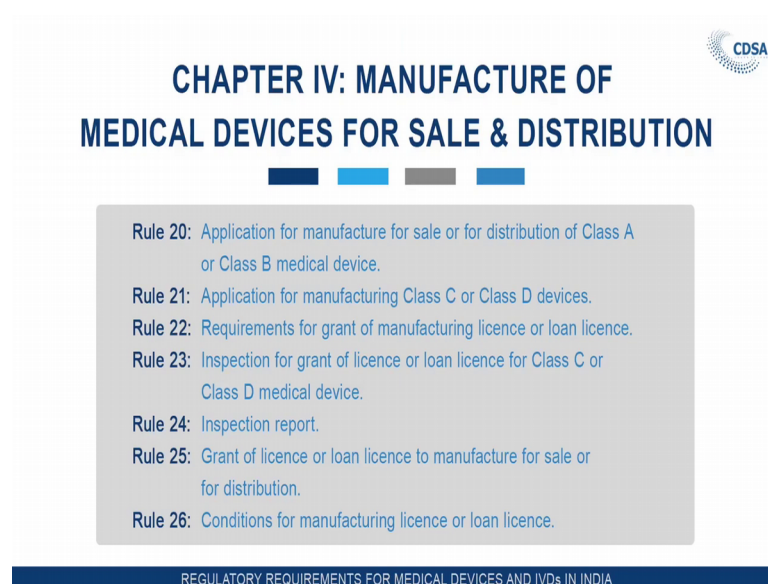 CDSA
CHAPTER IV: MANUFACTURE OF
MEDICAL DEVICES FOR SALE & DISTRIBUTION
Rule 20: Application for manufacture for sale or for distribution of Class A
or Class B medical device.
Rule 21: Application for manufacturing Class C or Class D devices.
Rule 22: Requirements for grant of manufacturing licence or loan licence.
Rule 23: Inspection for grant of licence or loan licence for Class C or
Class D medical device.
Rule 24: Inspection report.
Rule 25: Grant of licence or loan licence to manufacture for sale or
for distribution.
Rule 26: Conditions for manufacturing licence or loan licence.
REGULATORY REQUIREMENTS FOR MEDICAL DEVICES AND IVDs IN INDIA